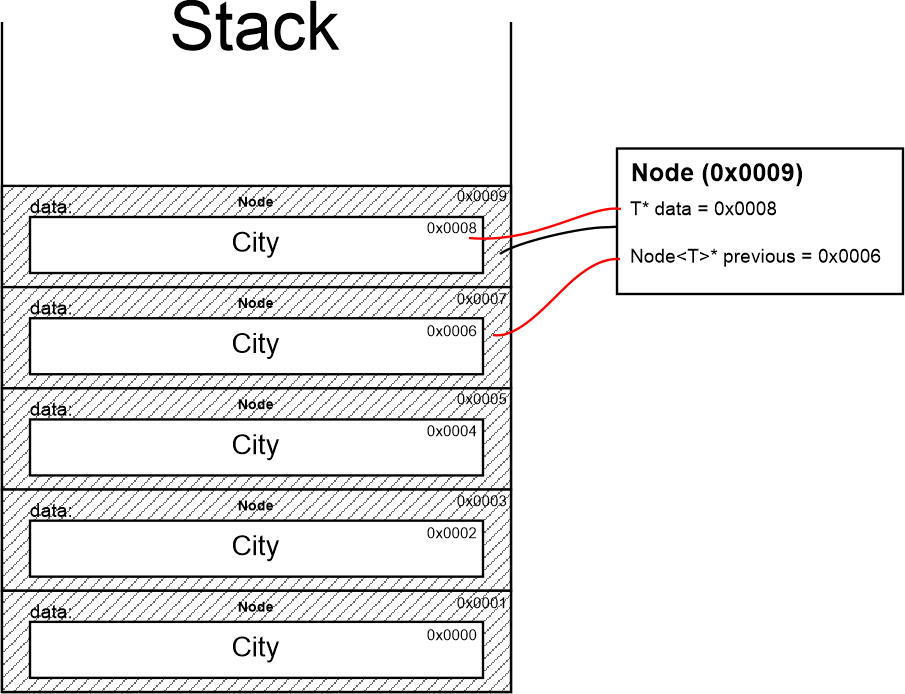 Stack
Node 0x0009
data:
0x0008
City
Node 0x0007
data:
0x0006
City
Node 0x0005
data:
0x0004
City
Node 0x0003
data:
0x0002
City
Node 0x0001
data:
0x0000
City
Node (0x0009)
T* data = 0x0008
Node<T>* previous = 0x0006